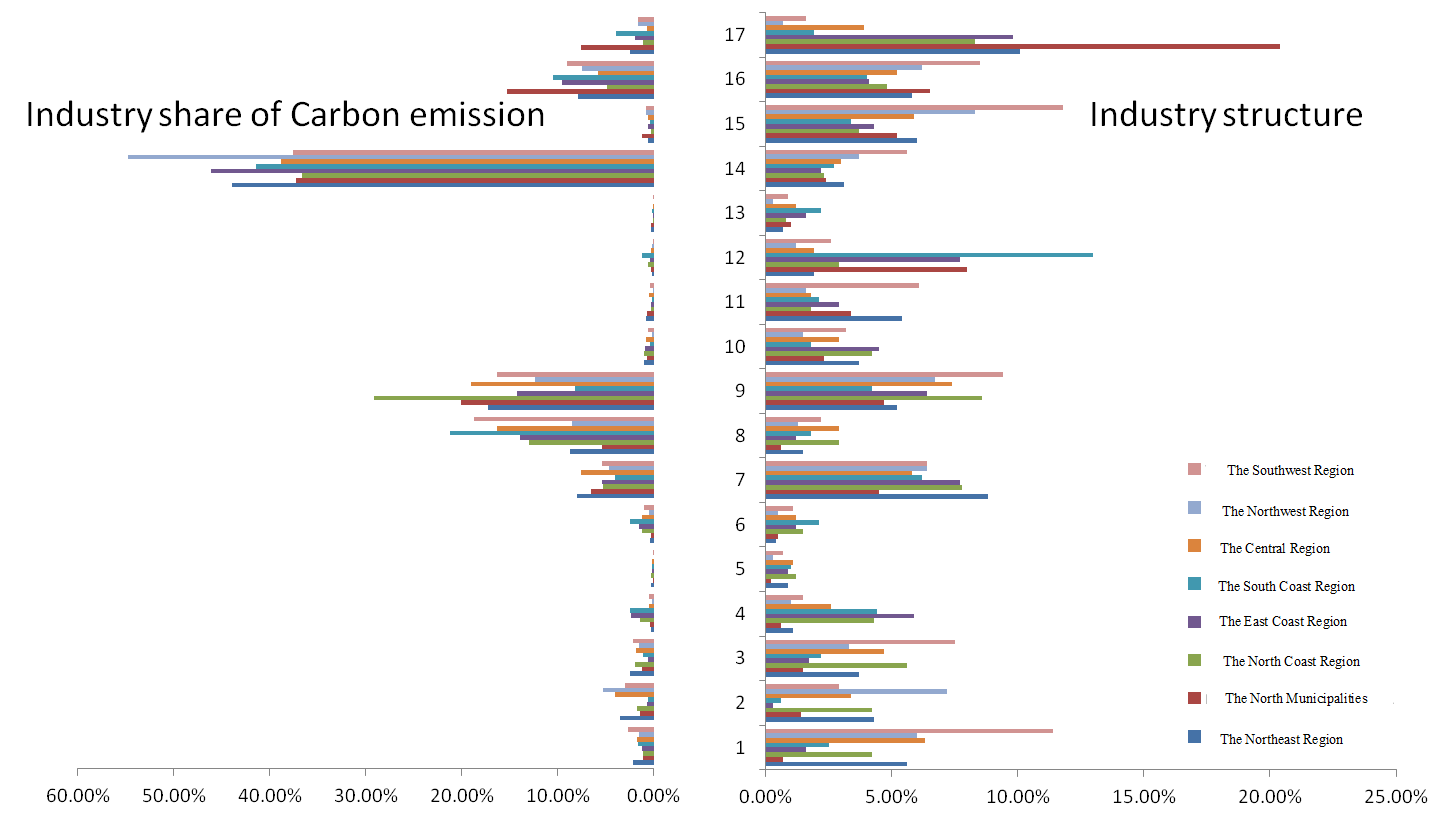 Industry share of Carbon emission
Industry structure
17
16
15
14
13
12
11
10
9
8
7
6
5
4
3
2
1
The Southwest Region
The Northwest Region
The Central Region
The South Coast Region
The East Coast Region
The North Coast Region
The North Municipalities
The Northeast Region
60.00% 50.00% 40.00% 30.00% 20.00% 10.00% 0.00%
0.00% 5.00% 10.00% 15.00% 20.00% 25.00%